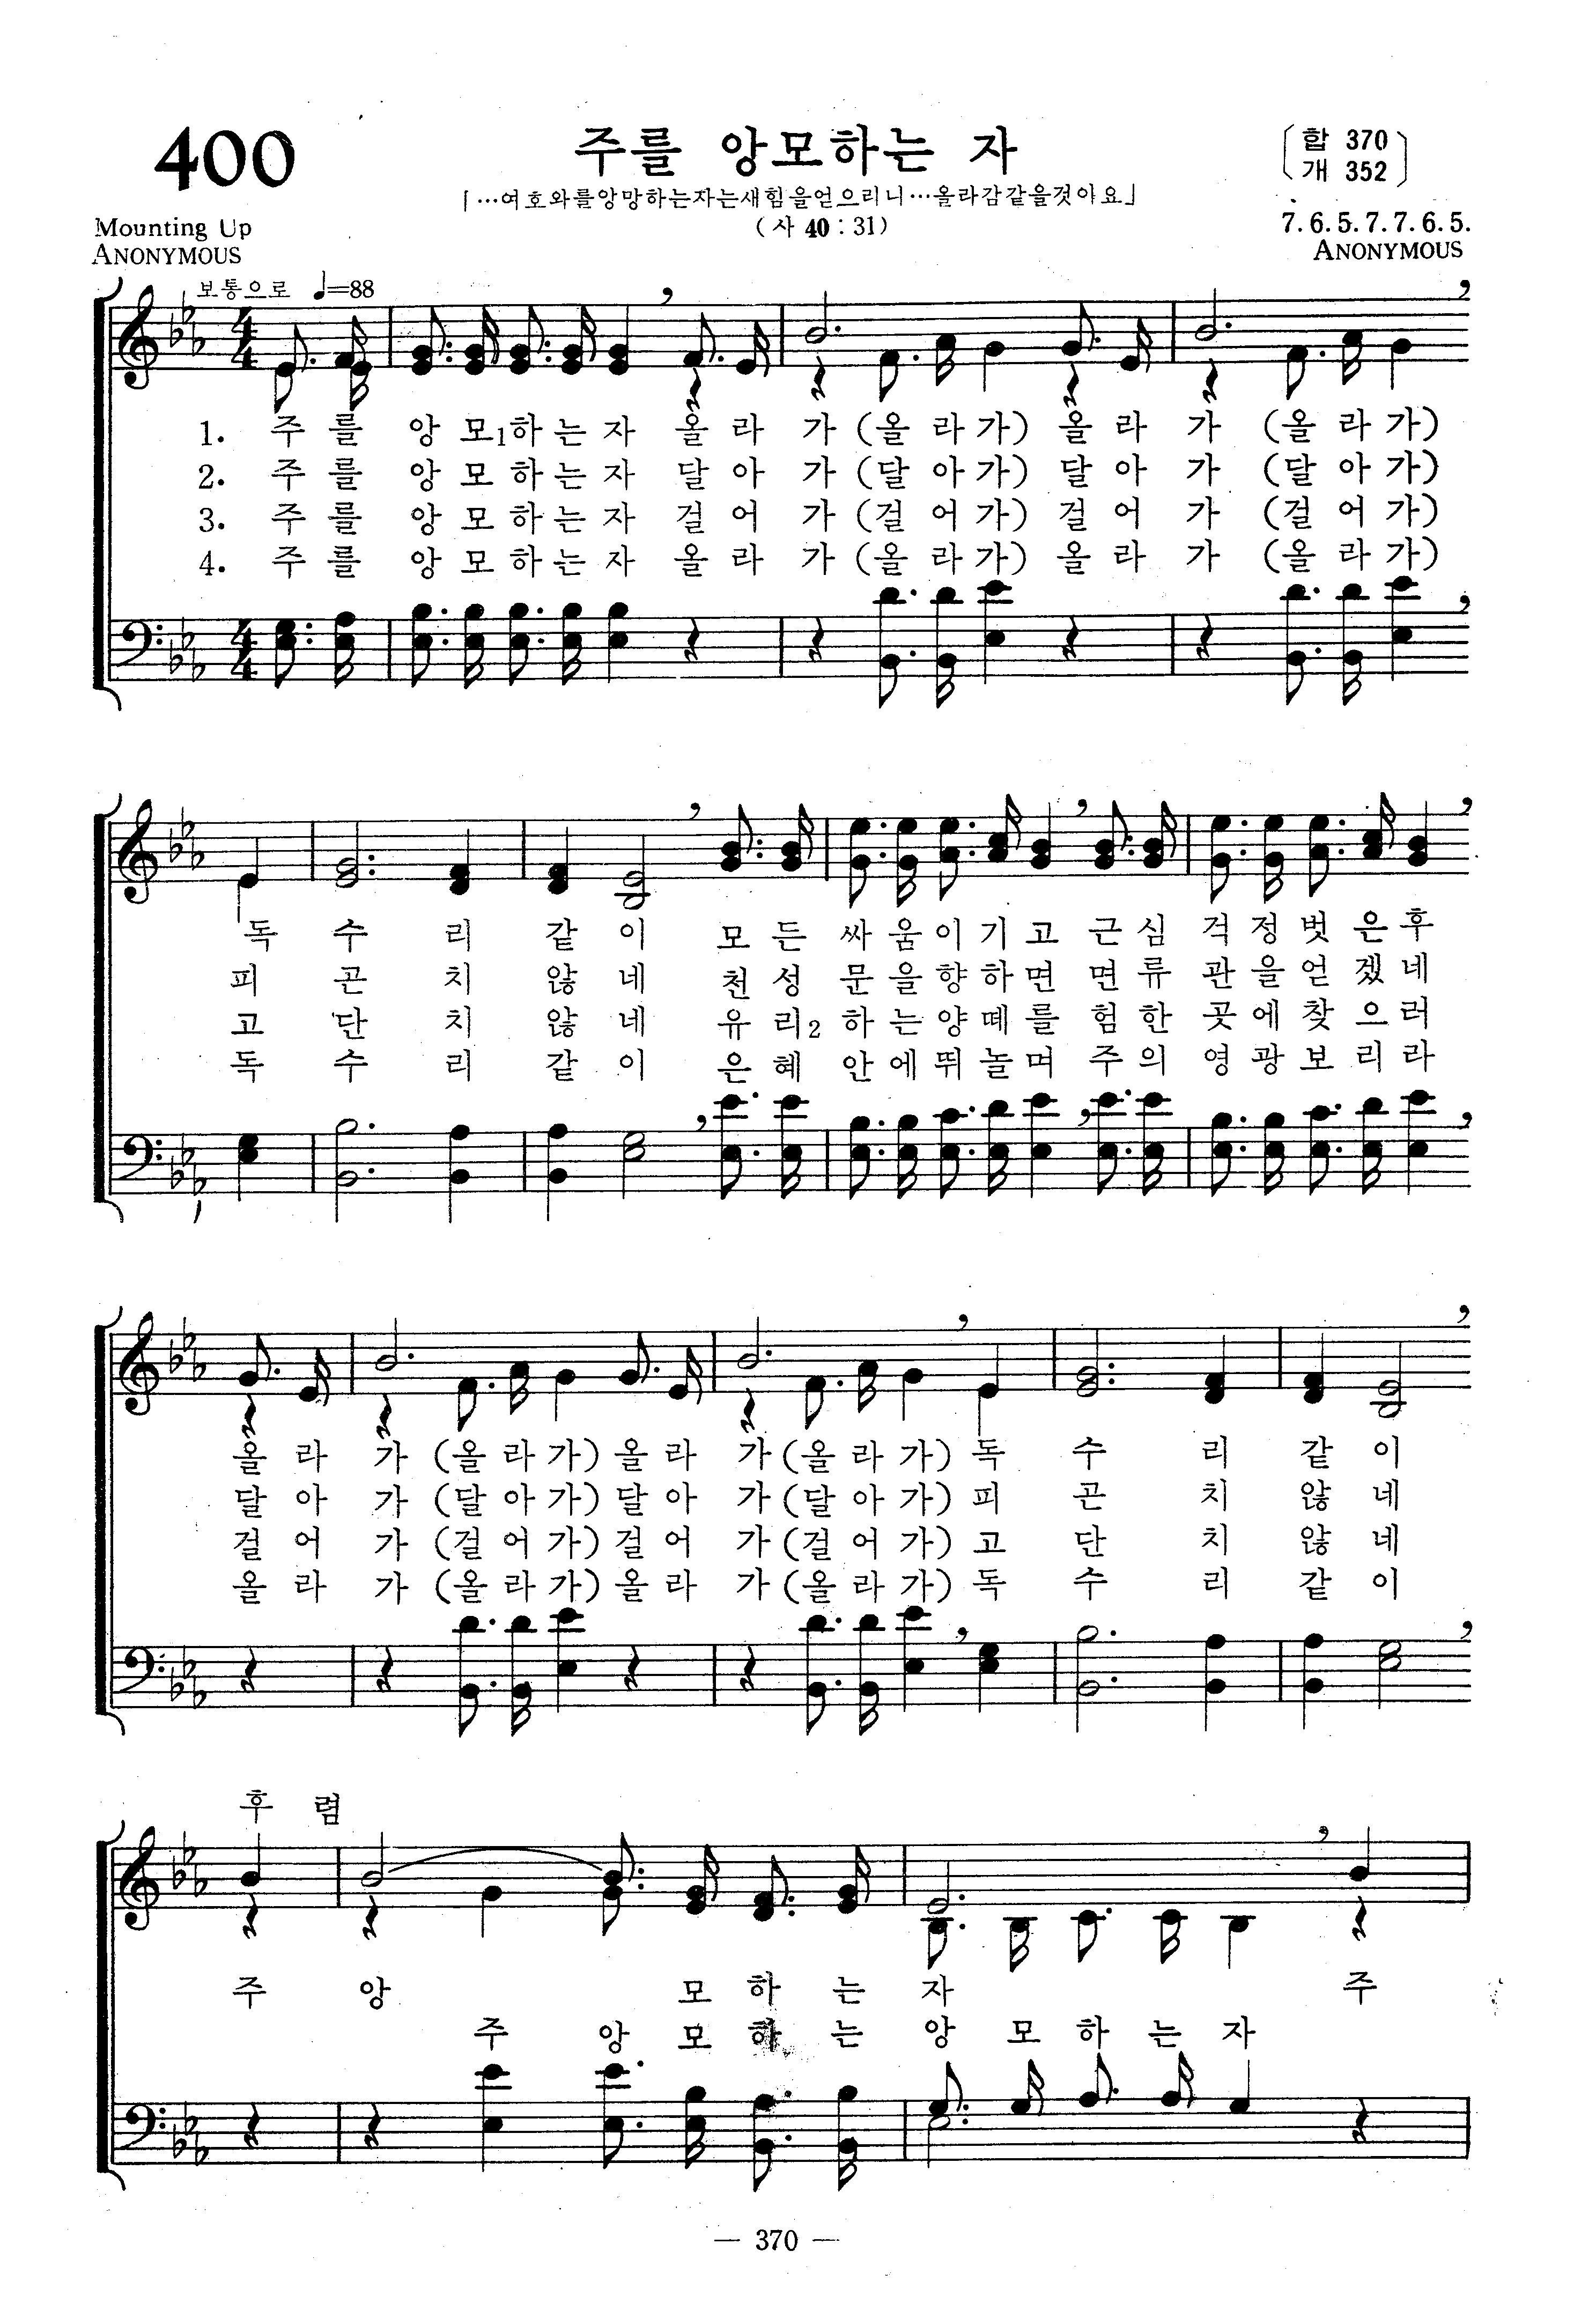 400
주를 앙모하는 자
합 370
개 352
「…여호와를앙망하는자는새힘을얻으리니…올라감같을것이요」
(사 40 : 31)
Mounting Up
7. 6. 5. 7. 7. 6. 5.
ANONYMOUS
ANONYMOUS
보통으로 ♩=88
1. 주 를 앙 모1하 는 자 올 라 가 (올 라 가) 올 라 가 (올 라 가)
2. 주 를 앙 모 하 는 자 달 아 가 (달 아 가) 달 아 가 (달 아 가)
3. 주 를 앙 모 하 는 자 걸 어 가 (걸 어 가) 걸 어 가 (걸 어 가)
4. 주 를 앙 모 하 는 자 올 라 가 (올 라 가) 올 라 가 (올 라 가)
독 수 리 같 이 모 든 싸 움 이 기 고 근 심 걱 정 벗 은 후
피 곤 치 않 네 천 성 문 을 향 하 면 면 류 관 을 얻 겠 네
고 단 치 않 네 유 리2 하 는 양 떼 를 험 한 곳 에 찾 으 러
독 수 리 같 이 은 혜 안 에 뛰 놀 며 주 의 영 광 보 리 라
올 라 가 (올 라 가) 올 라 가 (올 라 가) 독 수 리 같 이
달 아 가 (달 아 가) 달 아 가 (달 아 가) 피 곤 치 않 네
걸 어 가 (걸 어 가) 걸 어 가 (걸 어 가) 고 단 치 않 네
올 라 가 (올 라 가) 올 라 가 (올 라 가) 독 수 리 같 이
후 렴
주 앙 모 하 는 자 주
주 앙 모 하 는 앙 모 하 는 자
— 370 —